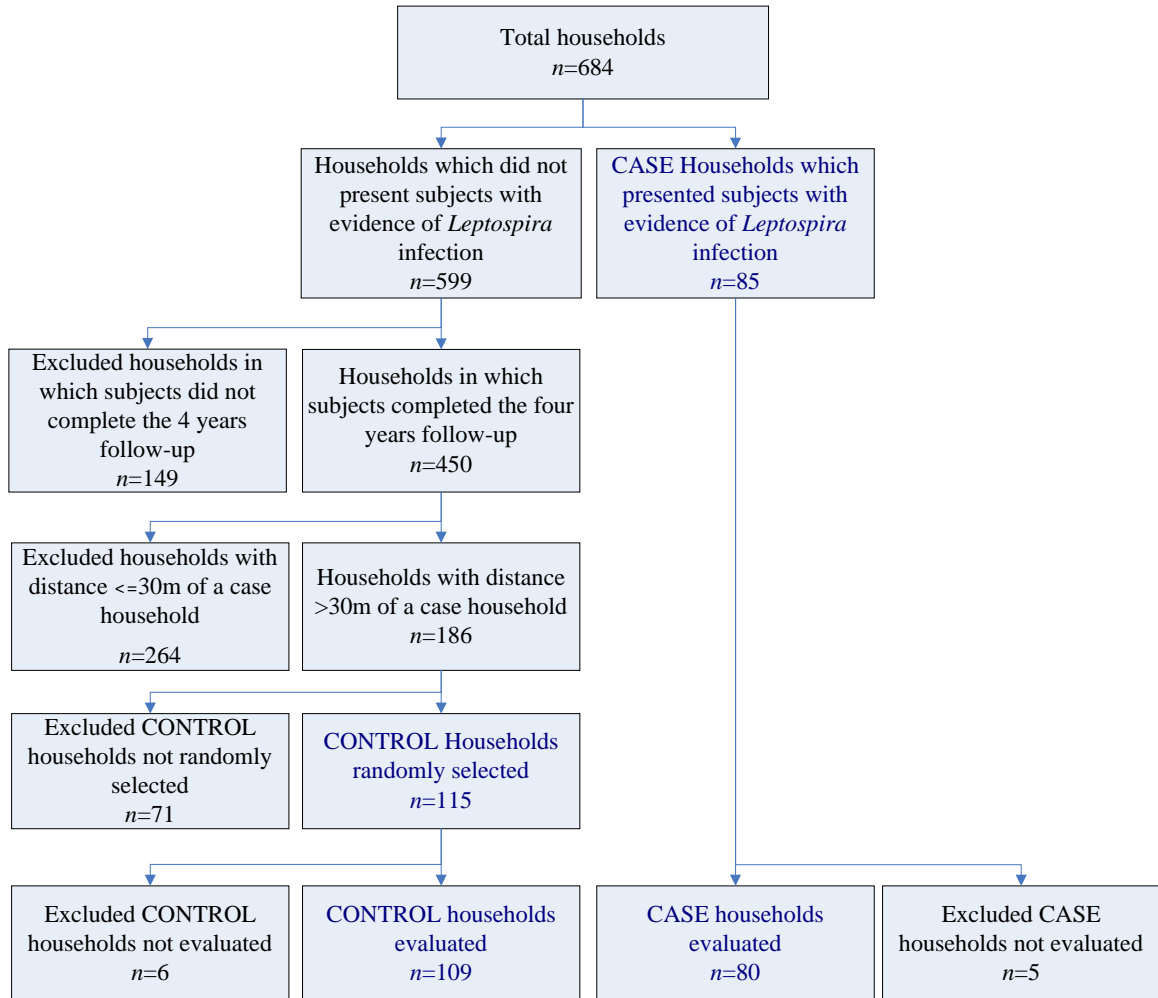 Total households
n=684
Households which did not
present subjects with
evidence of Leptospira
infection
n=599
CASE Households which
presented subjects with
evidence of Leptospira
infection
n=85
Excluded households in
which subjects did not
complete the 4 years
follow-up
n=149
Households in which
subjects completed the four
years follow-up
n=450
Excluded households with
distance <=30m of a case
household
n=264
Households with distance
>30m of a case household
n=186
Excluded CONTROL
households not randomly
selected
n=71
CONTROL Households
randomly selected
n=115
Excluded CONTROL
households not evaluated
n=6
CONTROL households
evaluated
n=109
CASE households
evaluated
n=80
Excluded CASE
households not evaluated
n=5